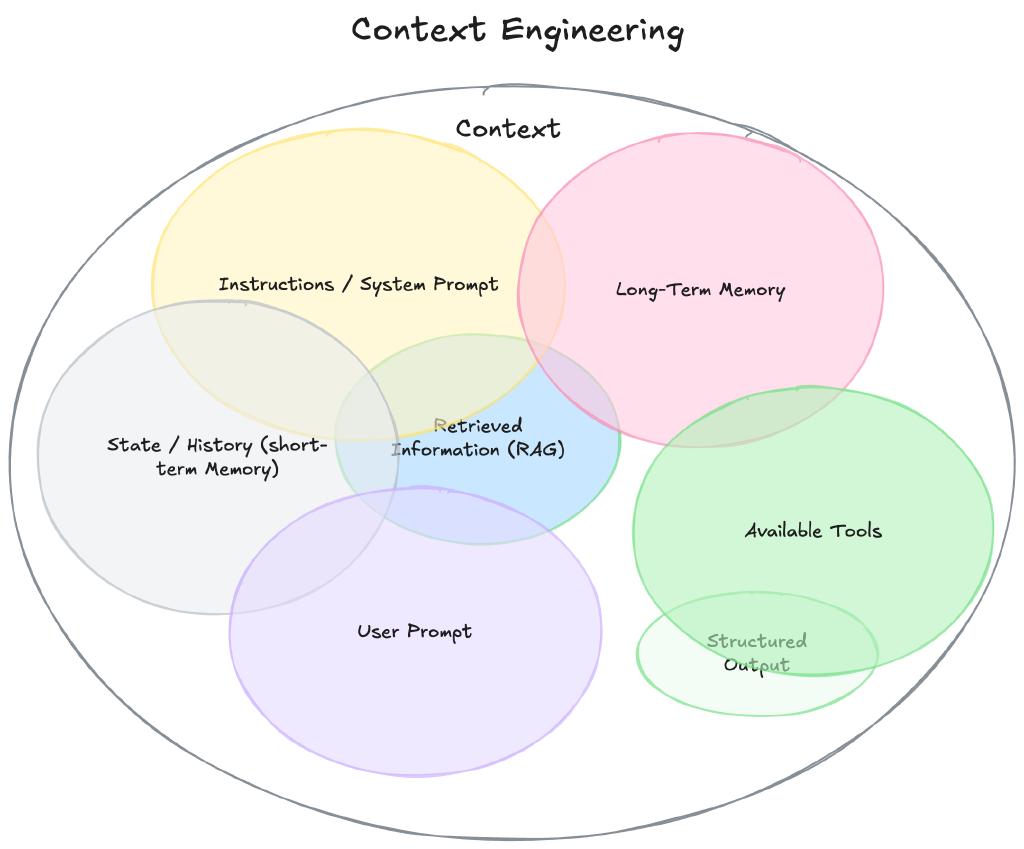 Context Engineering
Context
Instructions / System Prompt
Long-Term Memory
Retrieved
Information (RAG)
State / History (short-
term Memory)
Available Tools
User Prompt
Structured
Output